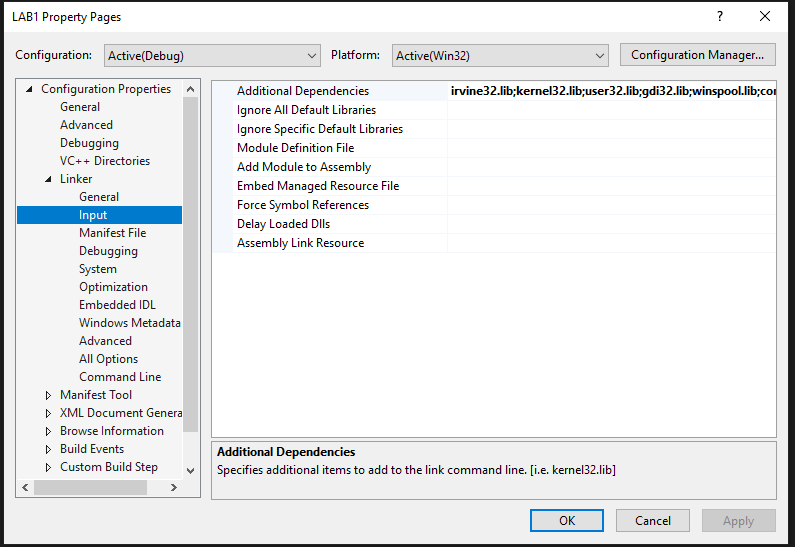 LAB1 Property Pages
? 
Configuration: Active(Debug) Platform: Active(Win32) Configuration Manager...
Configuration Properties
General
Advanced
Debugging
VC++ Directories
Linker
General
Input
Manifest File
Debugging
System
Optimization
Embedded IDL
Windows Metadata
Advanced
All Options
Command Line
Manifest Tool
XML Document Genera
Browse Information
Build Events
Custom Build Step
Additional Dependencies irvine32.lib;kernel32.lib;user32.lib;gdi32.lib;winspool.lib;con
Ignore All Default Libraries
Ignore Specific Default Libraries
Module Definition File
Add Module to Assembly
Embed Managed Resource File
Force Symbol References
Delay Loaded Dlls
Assembly Link Resource
Additional Dependencies
Specifies additional items to add to the link command line. [i.e. kernel32.lib]
OK Cancel Apply